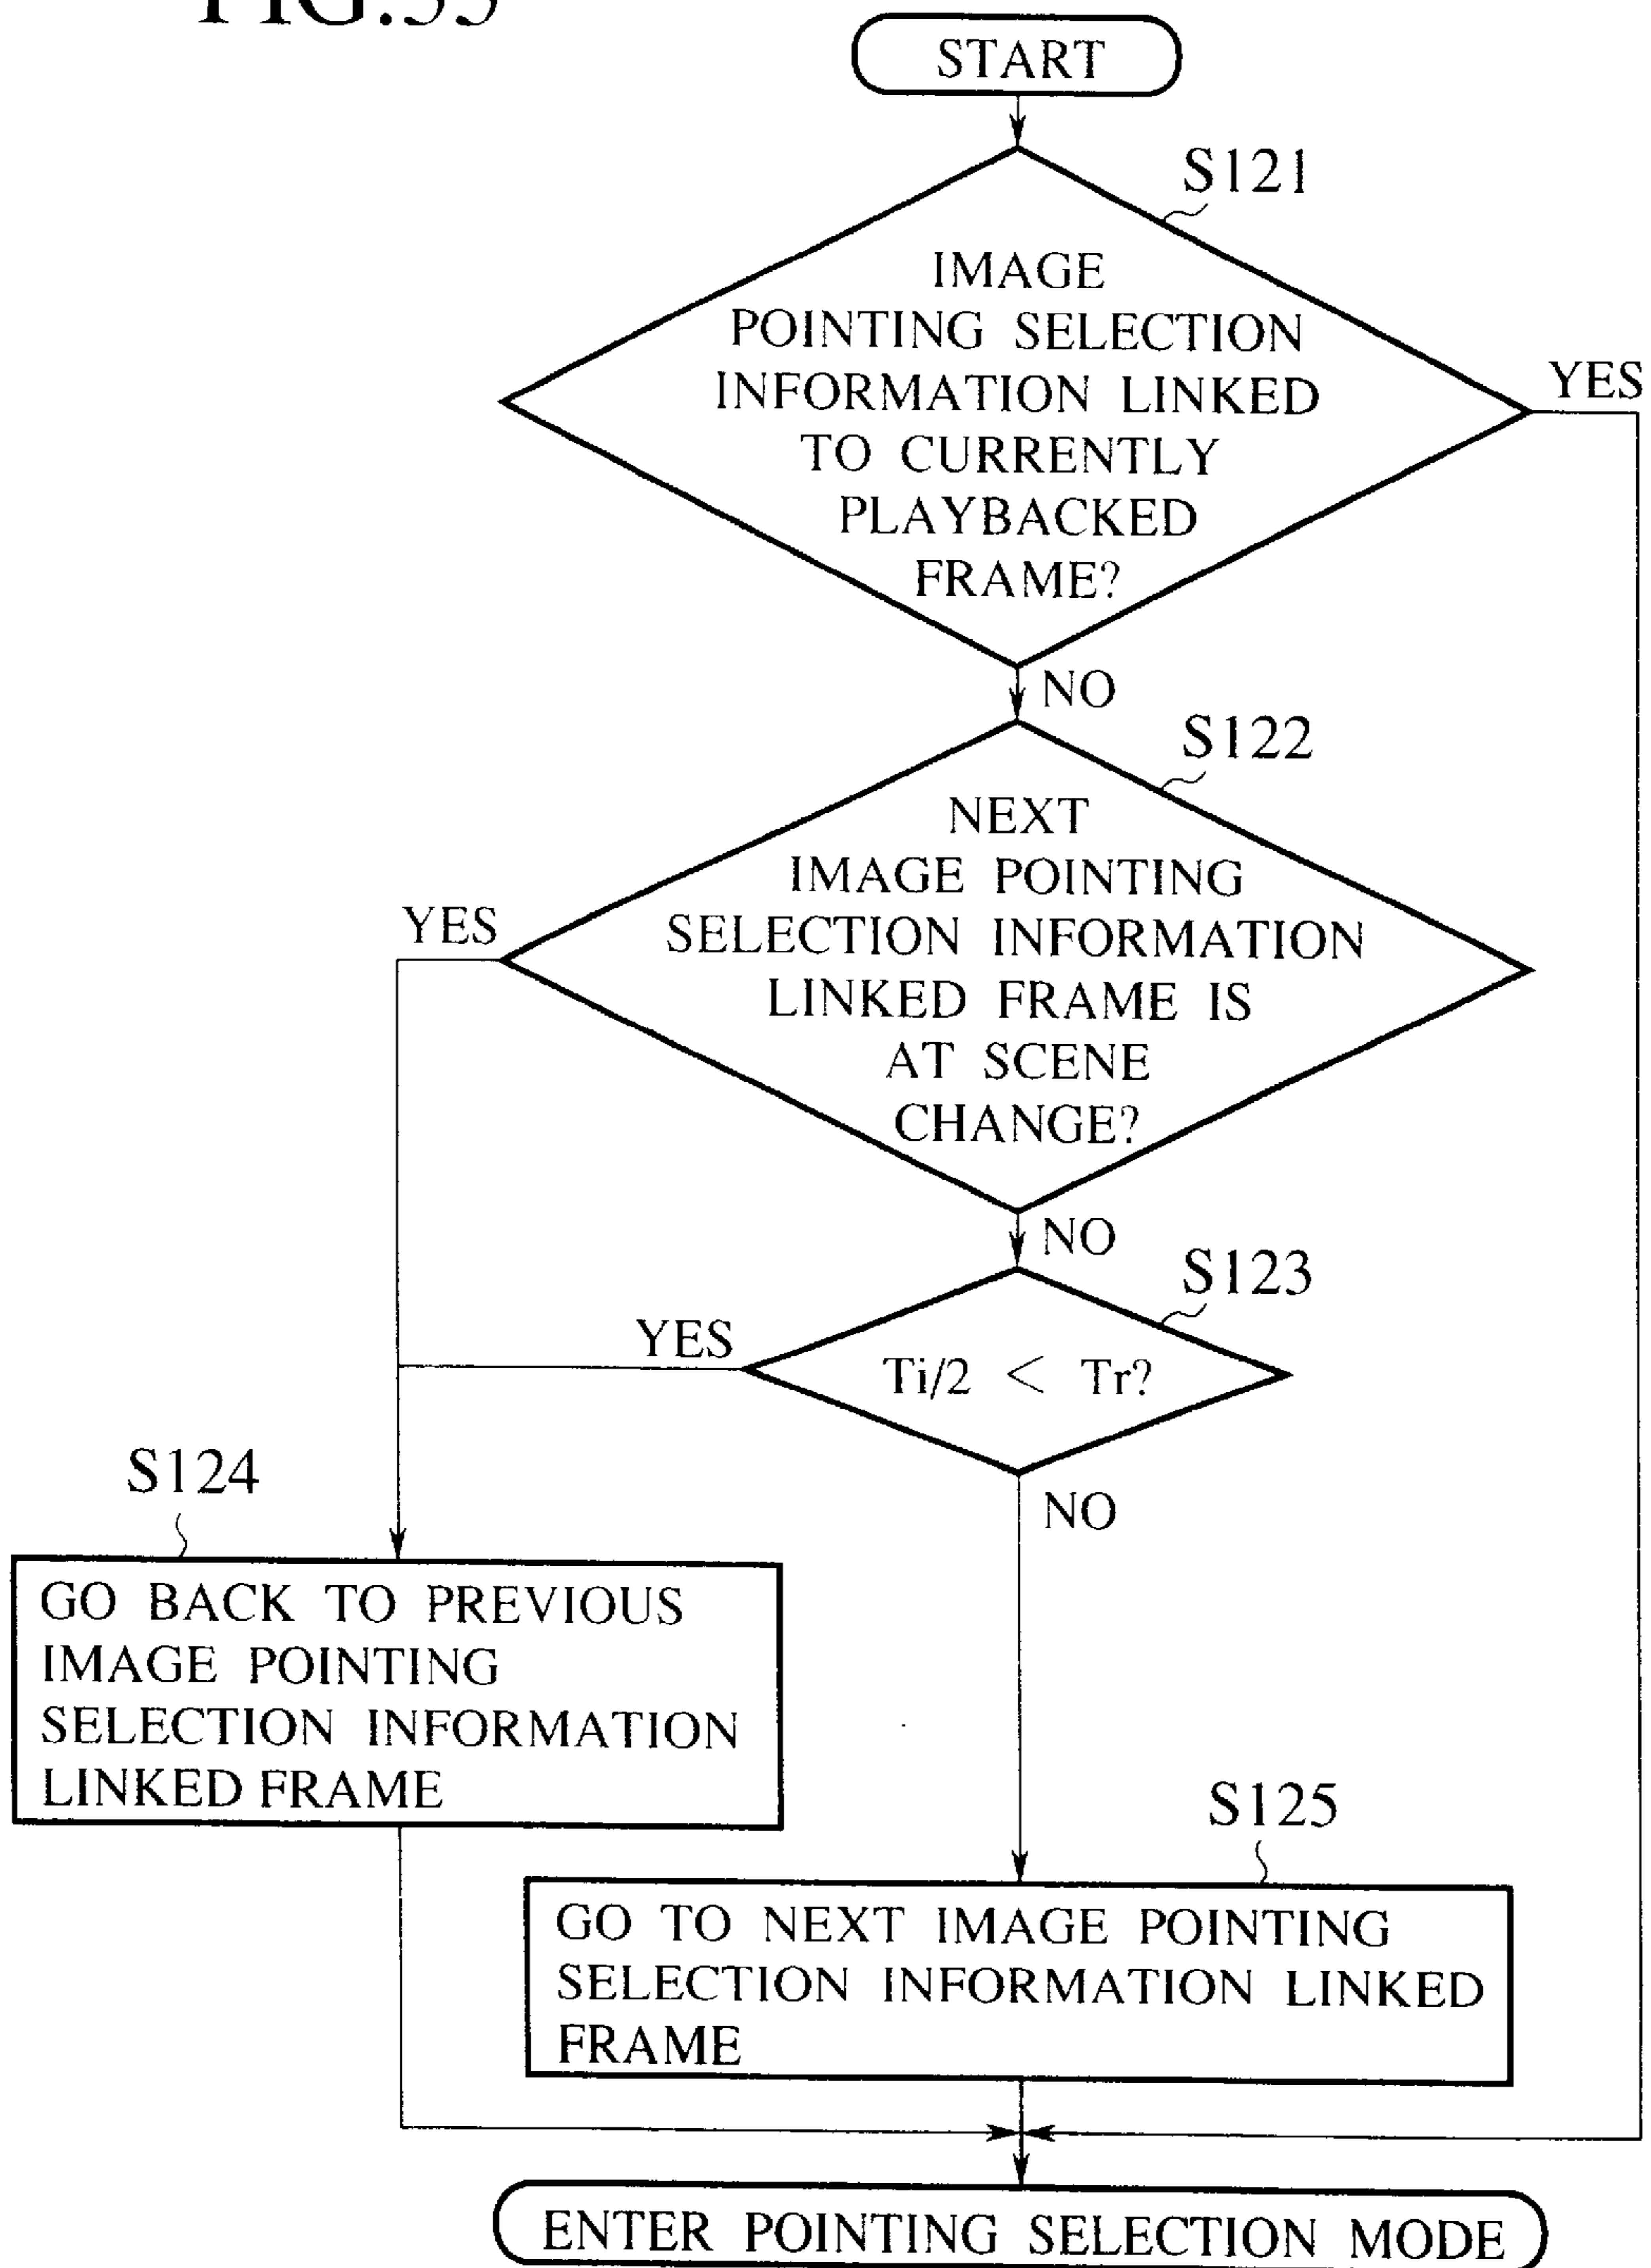 FIG.55
START
S121
IMAGE
POINTING SELECTION
INFORMATION LINKED
TO CURRENTLY
PLAYBACKED
FRAME?
YES
NO
S122
NEXT
IMAGE POINTING
SELECTION INFORMATION
LINKED FRAME IS
AT SCENE
CHANGE?
YES
NO
S123
Ti/2 < Tr?
YES
NO
S124
GO BACK TO PREVIOUS
IMAGE POINTING
SELECTION INFORMATION
LINKED FRAME
S125
GO TO NEXT IMAGE POINTING
SELECTION INFORMATION LINKED
FRAME
ENTER POINTING SELECTION MODE